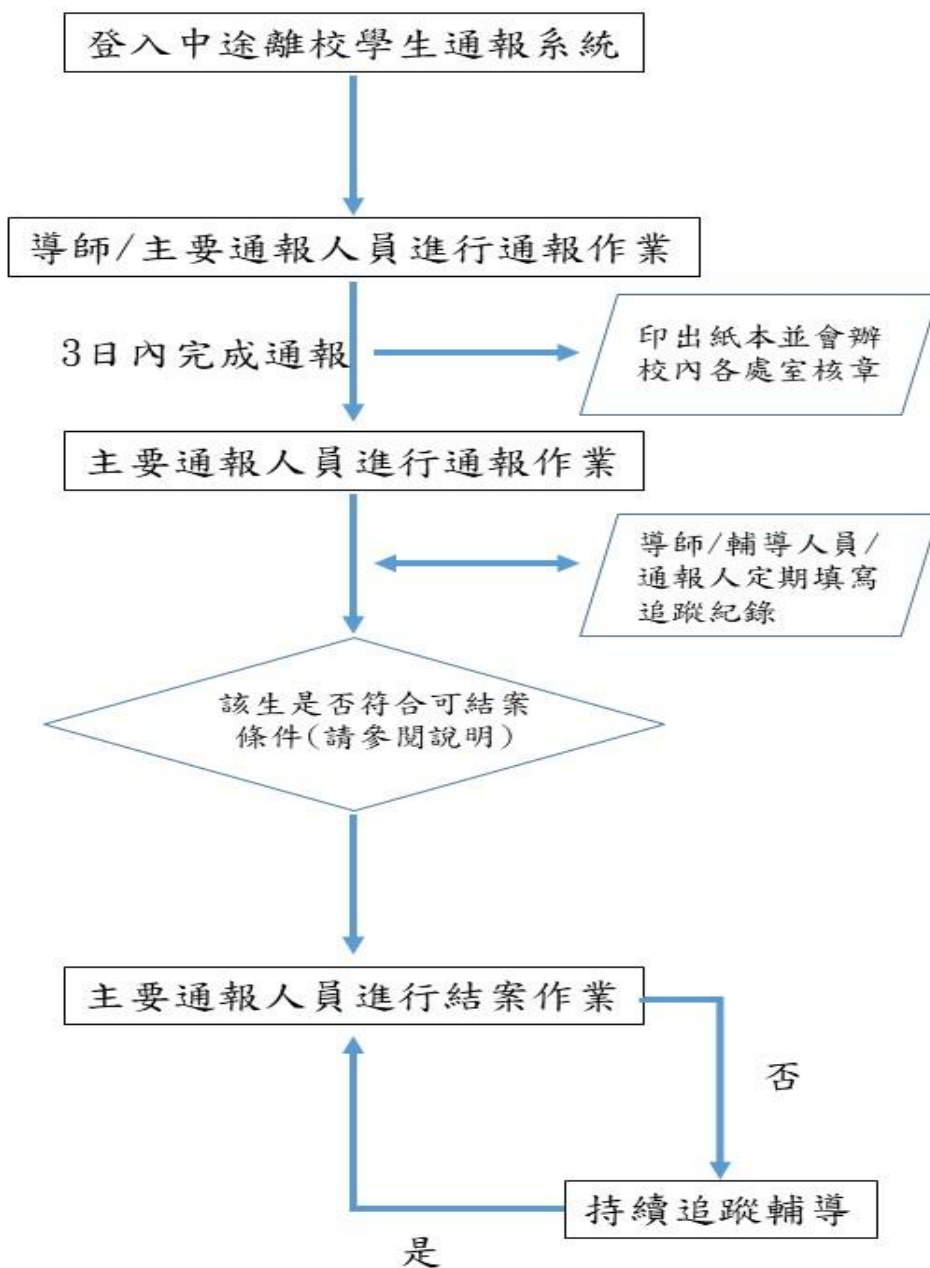 登入中途離校學生通報系統
導師/主要通報人員進行通報作業
3日內完成通報
印出紙本並會辦
校內各處室核章
主要通報人員進行通報作業
導師/輔導人員/
通報人定期填寫
追蹤紀錄
該生是否符合可結案
條件(請參閱說明)
主要通報人員進行結案作業
否
持續追蹤輔導
是